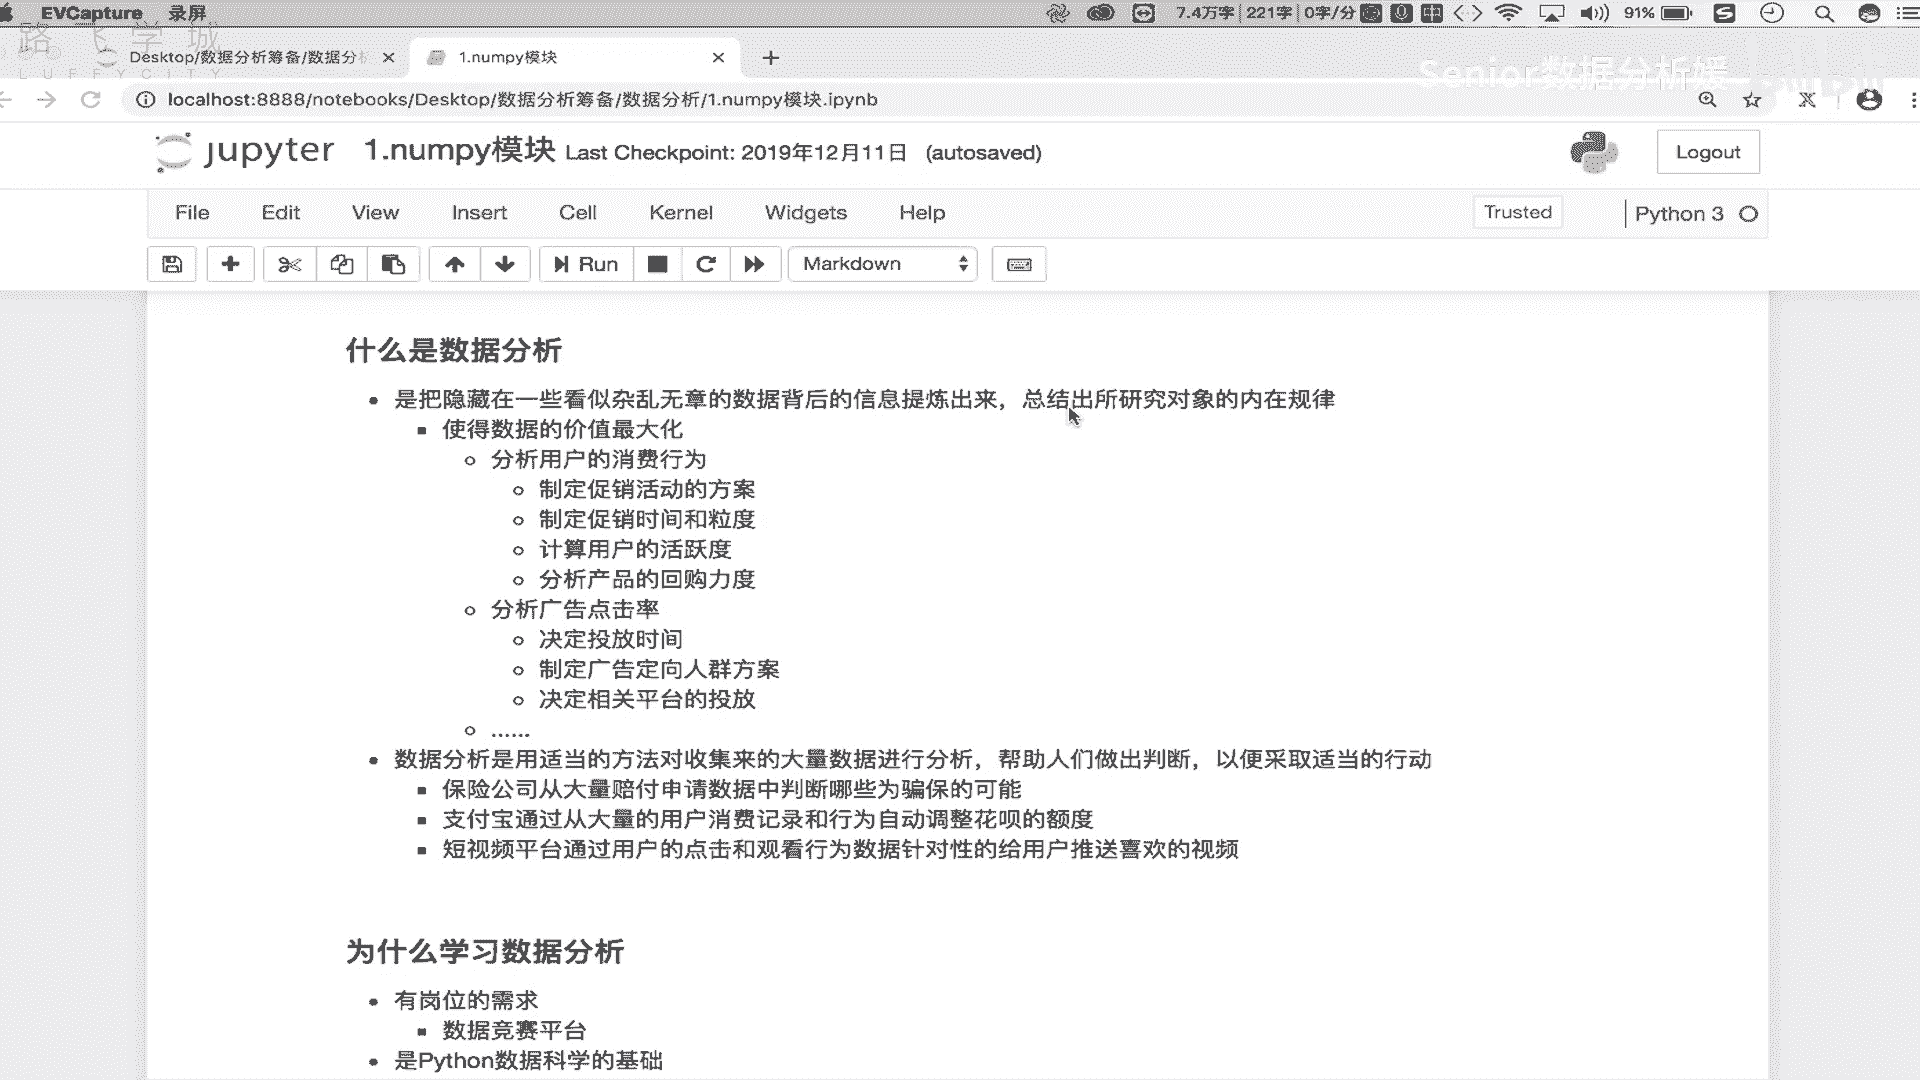 EVCapture 录屏 7.4万字 221字 0字/分 中 91%
路飞学城
LUFFYCITY
Desktop/数据分析筹备/数据分析 1.numpy模块
Senior数据分析媛
localhost:8888/notebooks/Desktop/数据分析筹备/数据分析/1.numpy模块.ipynb
jupyter 1.numpy模块 Last Checkpoint: 2019年12月11日 (autosaved) Logout
File Edit View Insert Cell Kernel Widgets Help Trusted Python 3
Run Markdown
什么是数据分析
是把隐藏在一些看似杂乱无章的数据背后的信息提炼出来，总结出所研究对象的内在规律
使得数据的价值最大化
分析用户的消费行为
制定促销活动的方案
制定促销时间和粒度
计算用户的活跃度
分析产品的回购力度
分析广告点击率
决定投放时间
制定广告定向人群方案
决定相关平台的投放
......
数据分析是用适当的方法对收集来的大量数据进行分析，帮助人们做出判断，以便采取适当的行动
保险公司从大量赔付申请数据中判断哪些为骗保的可能
支付宝通过从大量的用户消费记录和行为自动调整花呗的额度
短视频平台通过用户的点击和观看行为数据针对性的给用户推送喜欢的视频
为什么学习数据分析
有岗位的需求
数据竞赛平台
是Python数据科学的基础